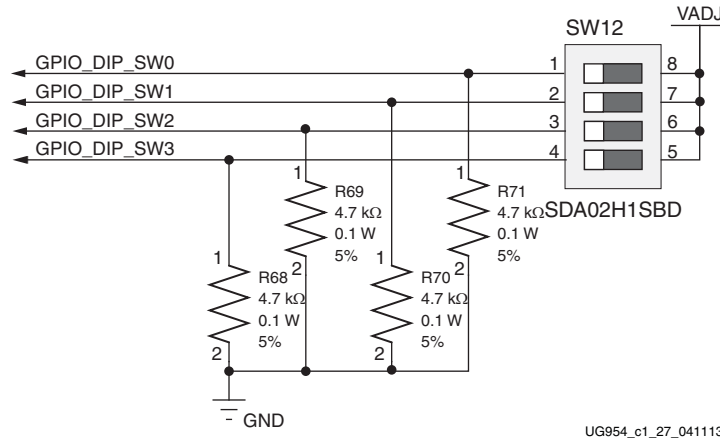 VADJ
SW12
GPIO_DIP_SW0
1
8
GPIO_DIP_SW1
2
7
GPIO_DIP_SW2
3
6
GPIO_DIP_SW3
4
5
SDA02H1SBD
1
R69
4.7 kΩ
0.1 W
5%
2
1
R71
4.7 kΩ
0.1 W
5%
2
1
R68
4.7 kΩ
0.1 W
5%
2
1
R70
4.7 kΩ
0.1 W
5%
2
GND
UG954_c1_27_041113